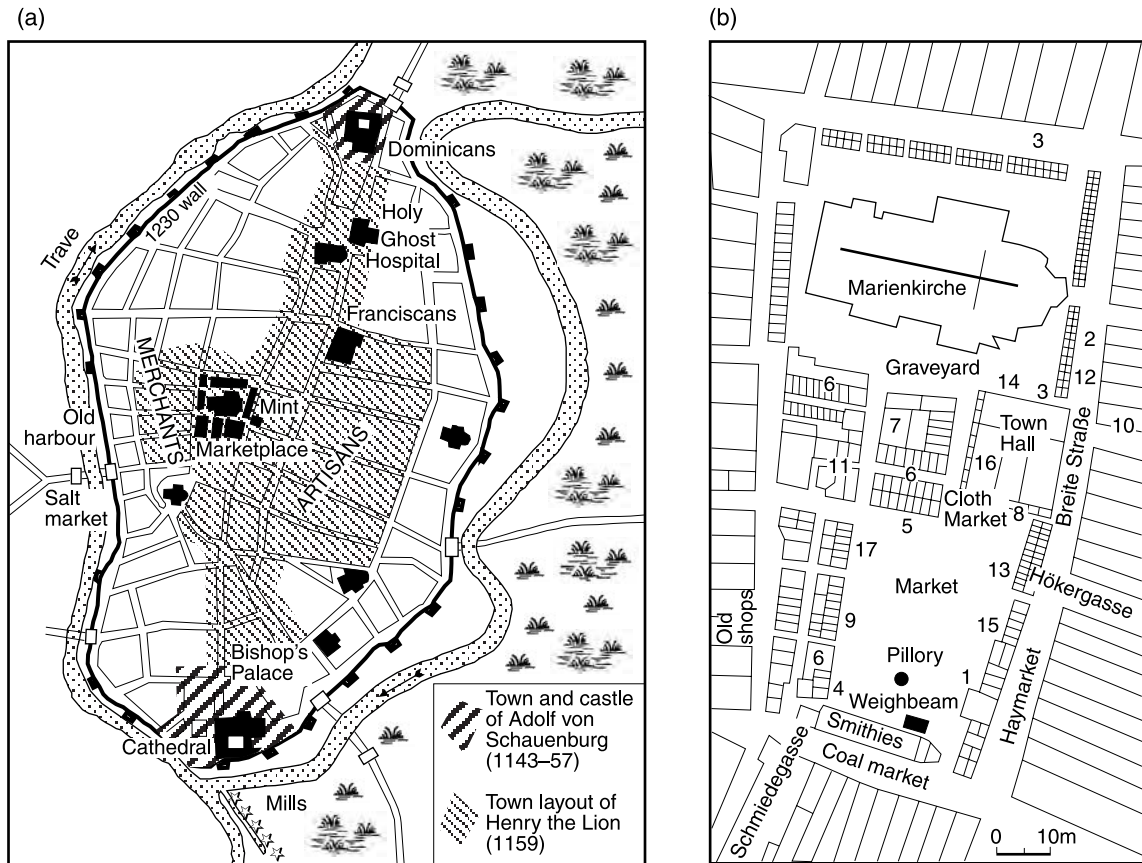 (a)
Dominicans
Holy
Ghost
Hospital
1230 wall
Trave
Franciscans
MERCHANTS
Mint
Old
harbour
Marketplace
ARTISANS
Salt
market
Bishop's
Palace
Cathedral
Mills
Town and castle
of Adolf von
Schauenburg
(1143–57)
Town layout of
Henry the Lion
(1159)
(b)
3
Marienkirche
2
Graveyard
14
3
12
6
7
Town
Hall
10
11
6
16
Breite Straße
Cloth
Market
8
5
17
13
Hökergasse
Market
Old shops
9
15
6
Pillory
4
Weighbeam
1
Haymarket
Smithies
Coal market
Schmiedegasse
0 10m